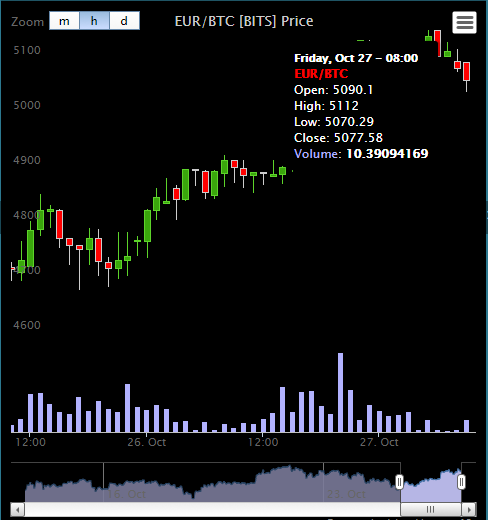 Zoom m h d EUR/BTC [BITS] Price
5100
Friday, Oct 27 - 08:00
EUR/BTC
Open: 5090.1
High: 5112
Low: 5070.29
Close: 5077.58
Volume: 10.39094169
5000
4900
4800
4700
4600
12:00 26. Oct 12:00 27. Oct
16. Oct 23. Oct